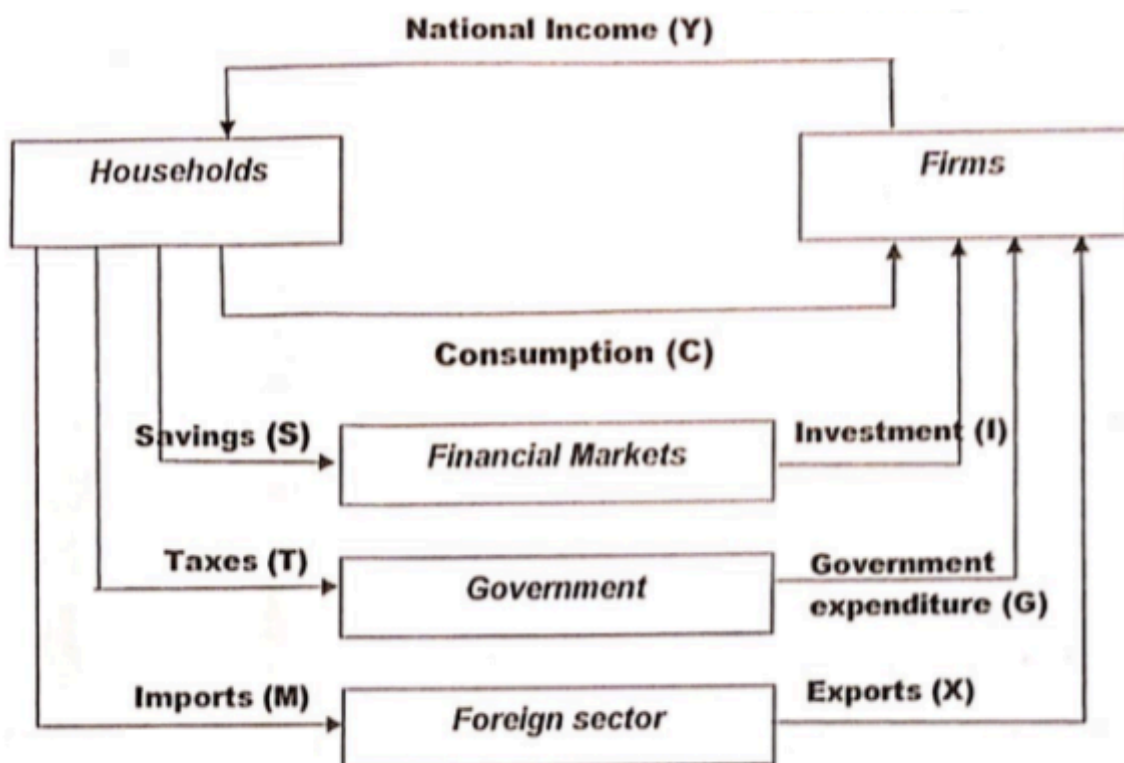 National Income (Y)
Households
Firms
Consumption (C)
Savings (S)
Financial Markets
Investment (I)
Taxes (T)
Government
Government
expenditure (G)
Imports (M)
Foreign sector
Exports (X)